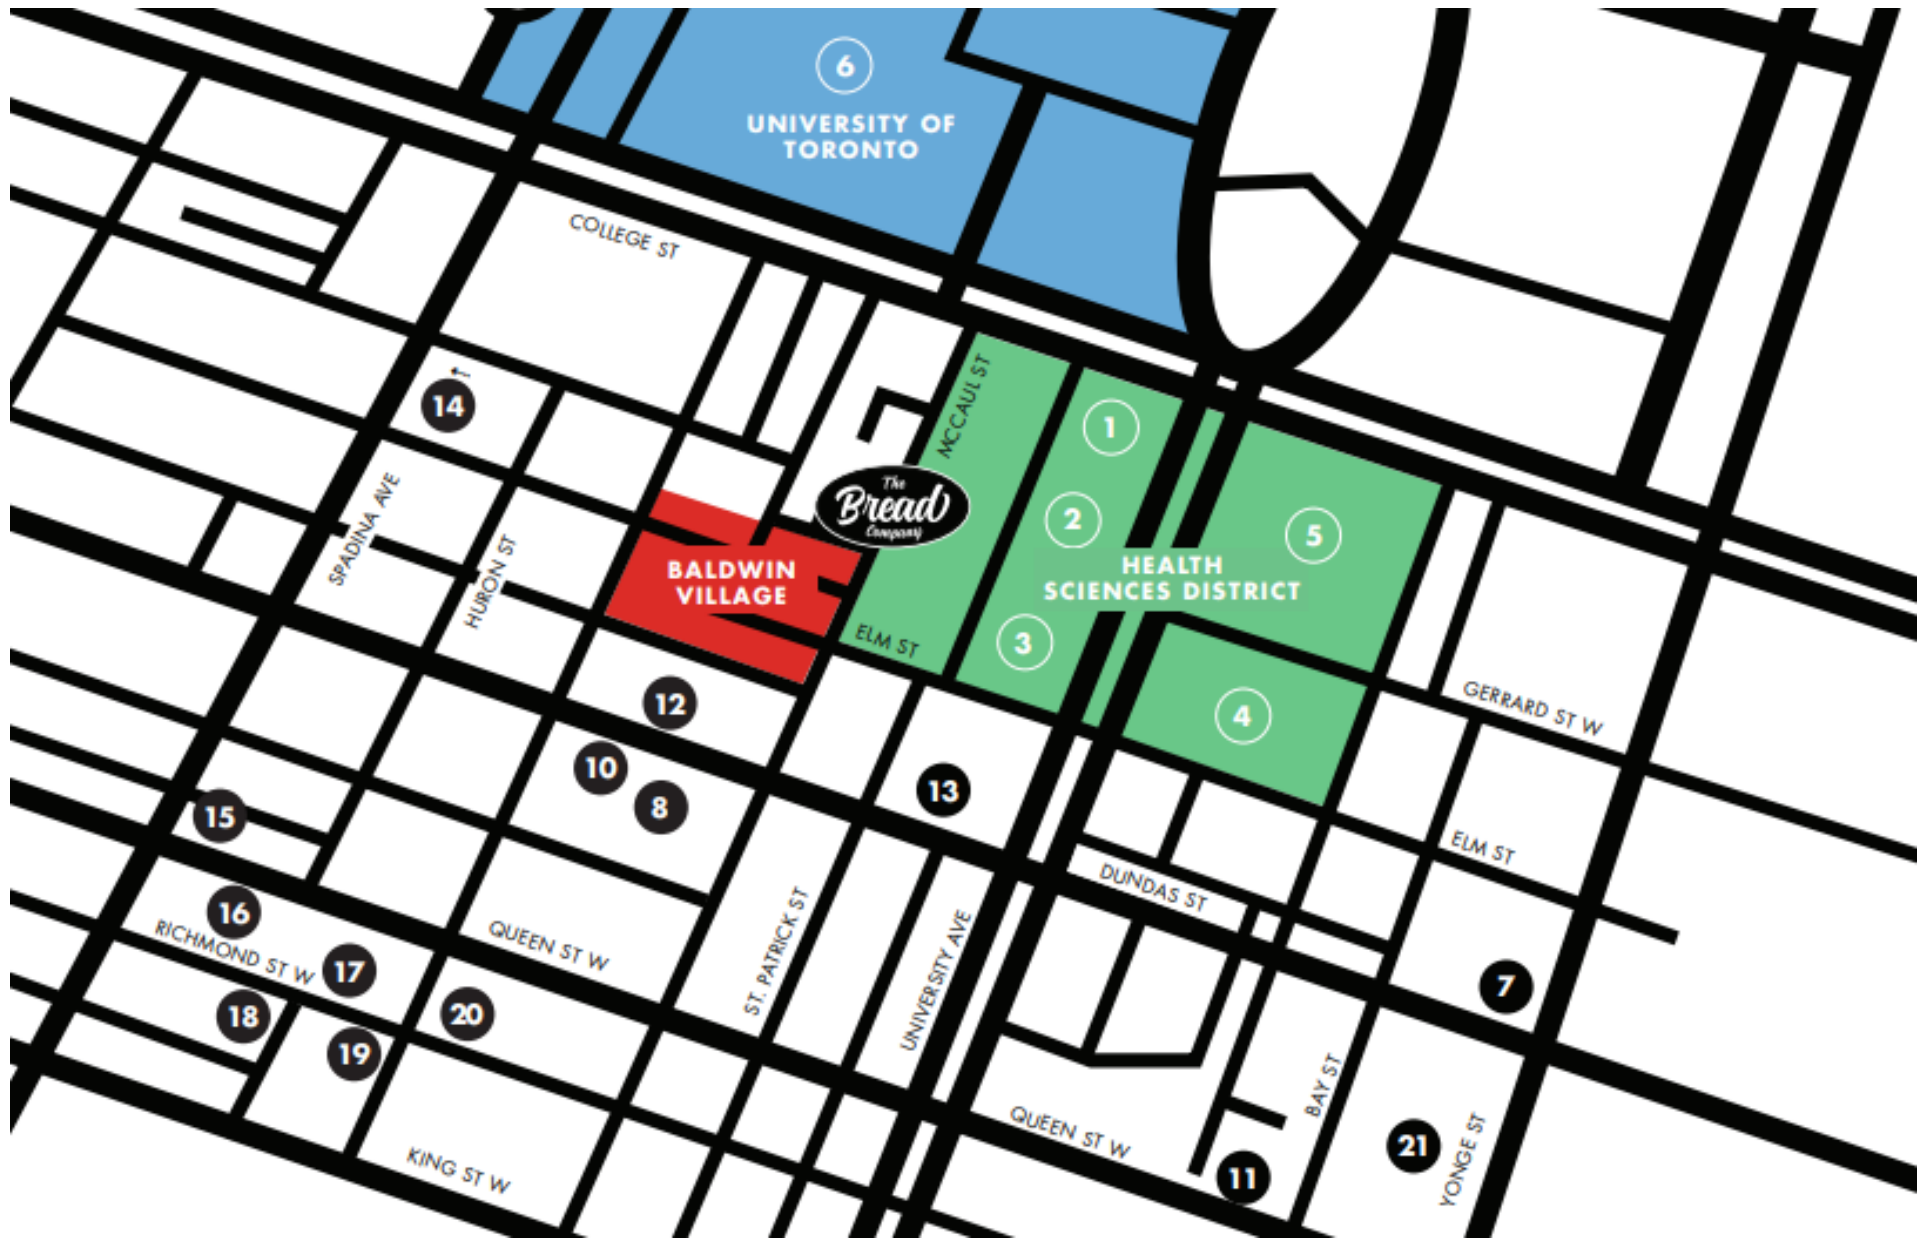 6
UNIVERSITY OF
TORONTO
COLLEGE ST
MCCAUL ST
14
1
The
Bread
Company
2
5
SPADINA AVE
HURON ST
BALDWIN
VILLAGE
HEALTH
SCIENCES DISTRICT
ELM ST
3
12
4
GERRARD ST W
10
8
13
15
ELM ST
DUNDAS ST
16
RICHMOND ST W
17
QUEEN ST W
ST. PATRICK ST
UNIVERSITY AVE
7
18
20
19
BAY ST
KING ST W
QUEEN ST W
11
21
YONGE ST